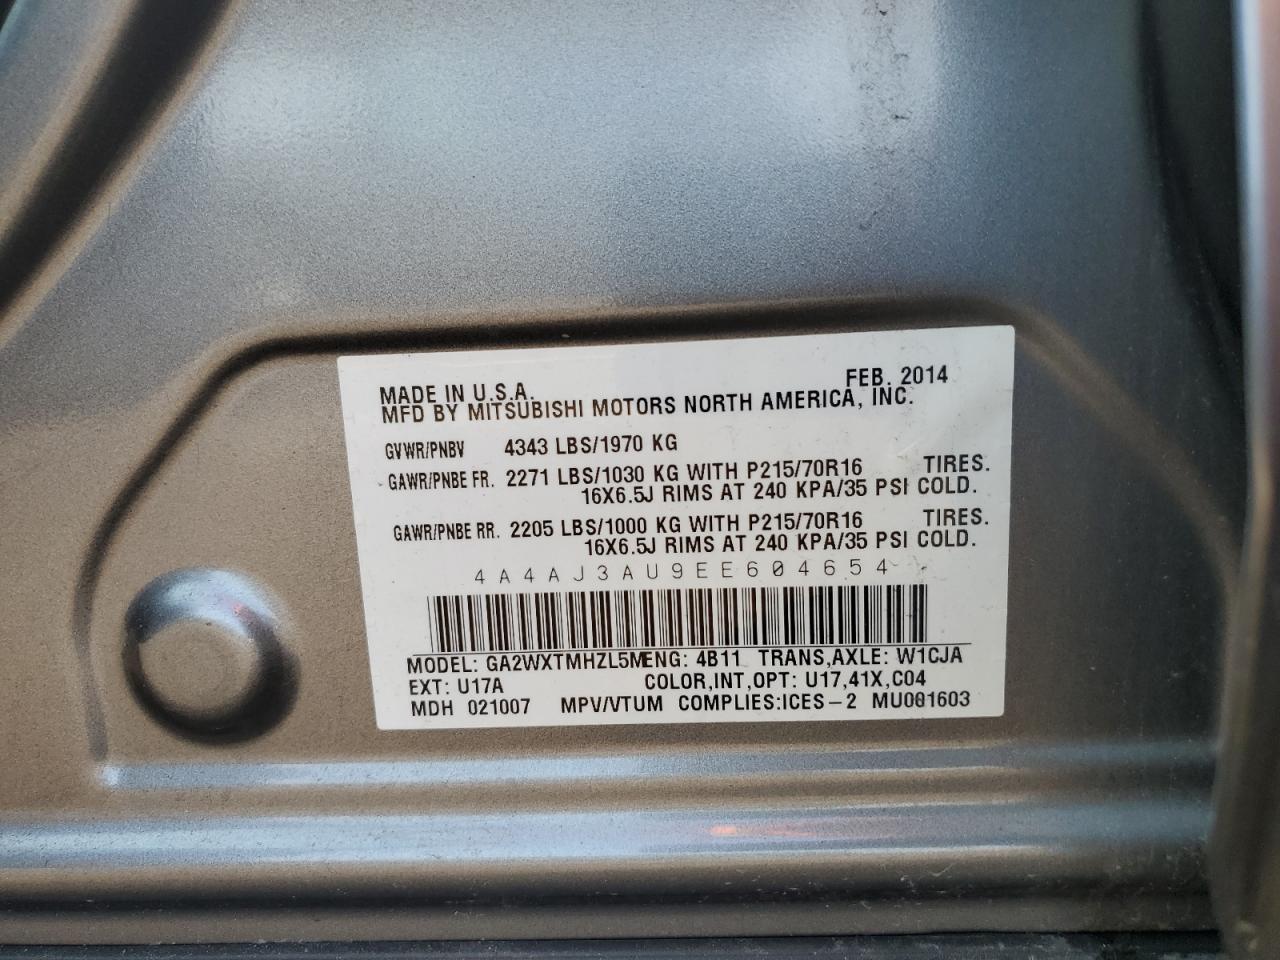 FEB. 2014
MADE IN U.S.A.
MFD BY MITSUBISHI MOTORS NORTH AMERICA, INC.
GVWR/PNBV 4343 LBS/1970 KG
GAWR/PNBE FR. 2271 LBS/1030 KG WITH P215/70R16 TIRES.
16X6.5J RIMS AT 240 KPA/35 PSI COLD.
GAWR/PNBE RR. 2205 LBS/1000 KG WITH P215/70R16 TIRES.
16X6.5J RIMS AT 240 KPA/35 PSI COLD.
4A4AJ3AU9EE604654
MODEL: GA2WXTMHZL5M ENG: 4B11 TRANS,AXLE: W1CJA
EXT: U17A COLOR,INT,OPT: U17,41X,C04
MDH 021007 MPV/VTUM COMPLIES:ICES-2 MU001603